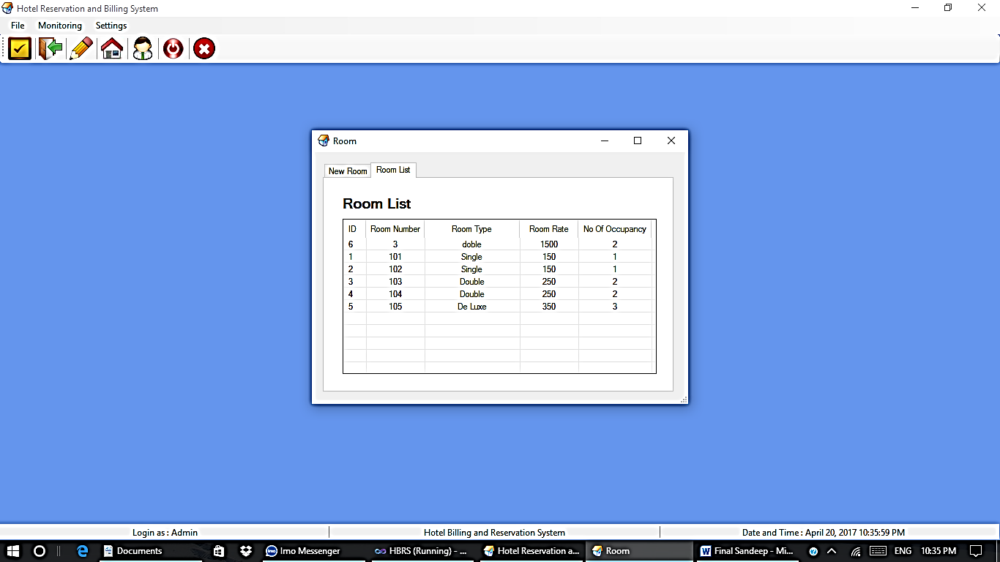 Hotel Reservation and Billing System
File Monitoring Settings
Room
New Room Room List
Room List
ID Room Number Room Type Room Rate No Of Occupancy
6 3 doble 1500 2
1 101 Single 150 1
2 102 Single 150 1
3 103 Double 250 2
4 104 Double 250 2
5 105 De Luxe 350 3
Login as : Admin Hotel Billing and Reservation System Date and Time : April 20, 2017 10:35:59 PM
Documents Imo Messenger HBRS (Running) - ... Hotel Reservation a... Room Final Sandeep - Mi... ENG 10:35 PM